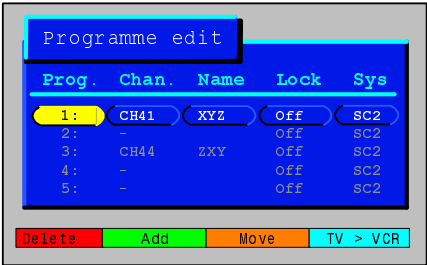 Programme edit
Prog. Chan. Name Lock Sys
1: CH41 XYZ Off SC2
2: - Off SC2
3: CH44 ZXY Off SC2
4: - Off SC2
5: - Off SC2
Delete Add Move TV > VCR